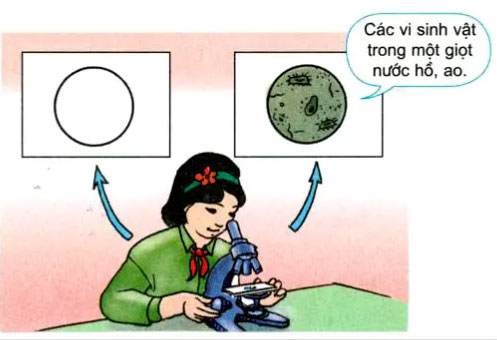 Các vi sinh vật
trong một giọt
nước hồ, ao.